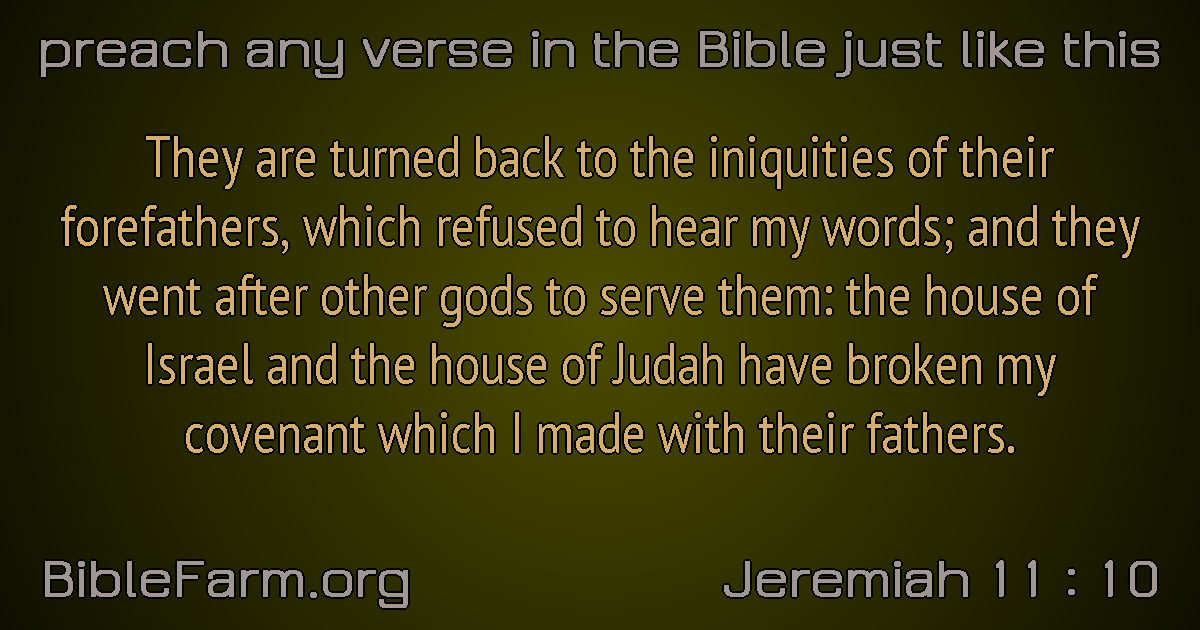 preach any verse in the Bible just like this
They are turned back to the iniquities of their
forefathers, which refused to hear my words; and they
went after other gods to serve them: the house of
Israel and the house of Judah have broken my
covenant which I made with their fathers.
BibleFarm.org
Jeremiah 11 : 10